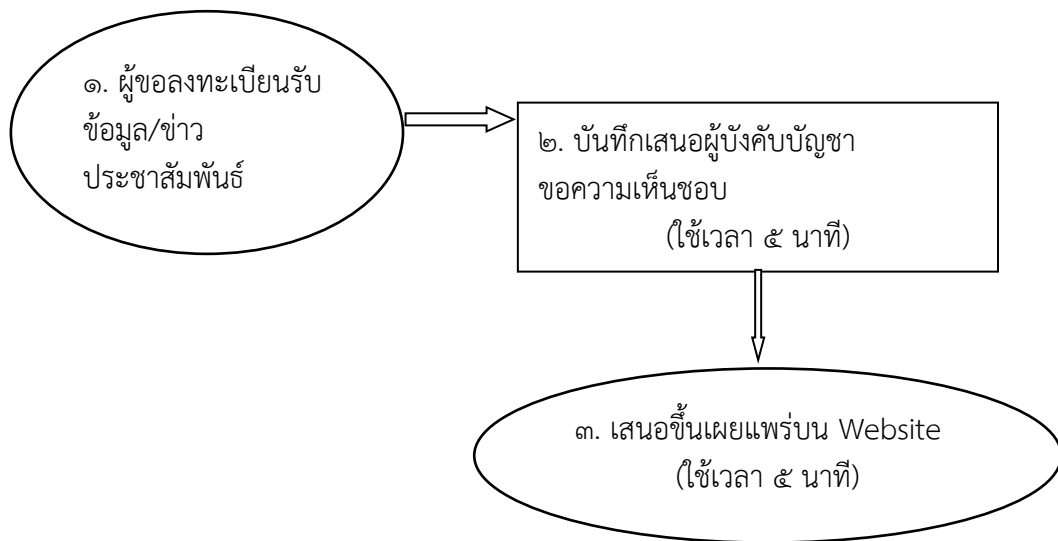 ๑. ผู้ขอลงทะเบียนรับ
ข้อมูล/ข่าว
ประชาสัมพันธ์
๒. บันทึกเสนอผู้บังคับบัญชา
ขอความเห็นชอบ
(ใช้เวลา ๕ นาที)
๓. เสนอขึ้นเผยแพร่บน Website
(ใช้เวลา ๕ นาที)